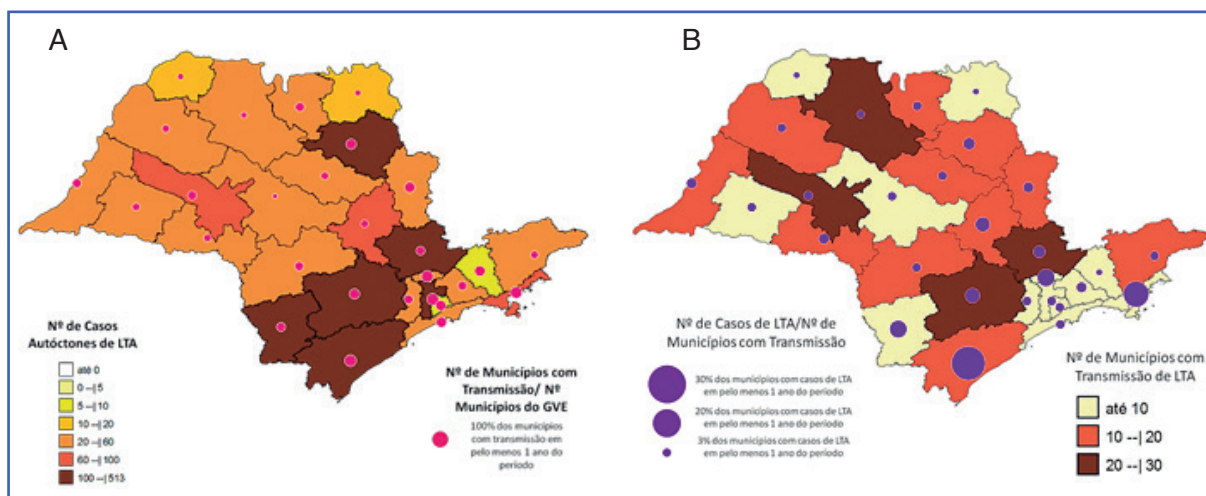 A
Nº de Casos
Autóctones de LTA
até 0
0 --| 5
5 --| 10
10 --| 20
20 --| 60
60 --| 100
100 --| 513
Nº de Municípios com
Transmissão/ Nº
Municípios do GVE
100% dos municípios
com transmissão em
pelo menos 1 ano do
período
B
Nº de Casos de LTA/Nº de
Municípios com Transmissão
30% dos municípios com casos de LTA
em pelo menos 1 ano do período
20% dos municípios com casos de LTA
em pelo menos 1 ano do período
3% dos municípios com casos de LTA
em pelo menos 1 ano do período
Nº de Municípios com
Transmissão de LTA
até 10
10 --| 20
20 --| 30